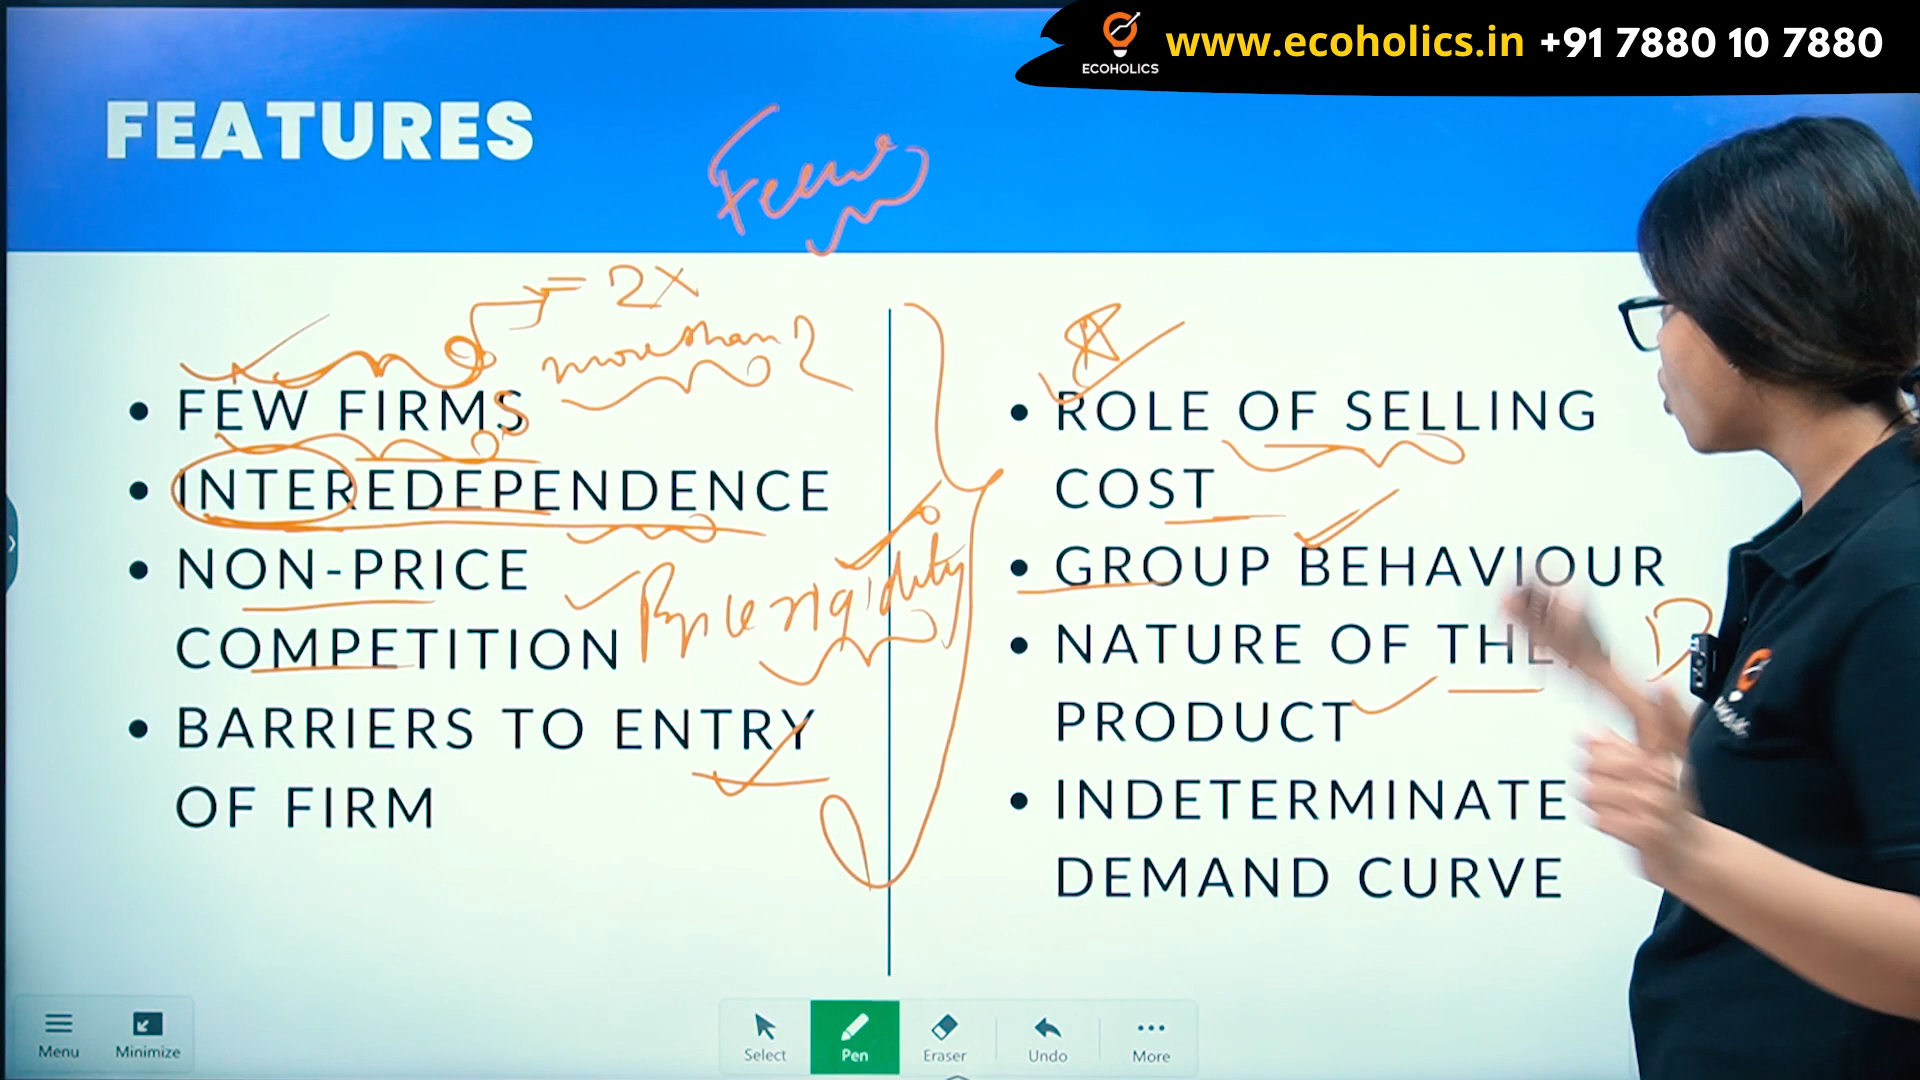 www.ecoholics.in +91 7880 10 7880
ECOHOLICS
FEATURES
= 2X
more than 2
• FEW FIRMS
• INTEREDEPENDENCE
• NON-PRICE
COMPETITION
Price rigidity
• BARRIERS TO ENTRY
OF FIRM
• ROLE OF SELLING
COST
• GROUP BEHAVIOUR
• NATURE OF THE
PRODUCT
• INDETERMINATE
DEMAND CURVE
D
Menu
Minimize
Select
Pen
Eraser
Undo
More